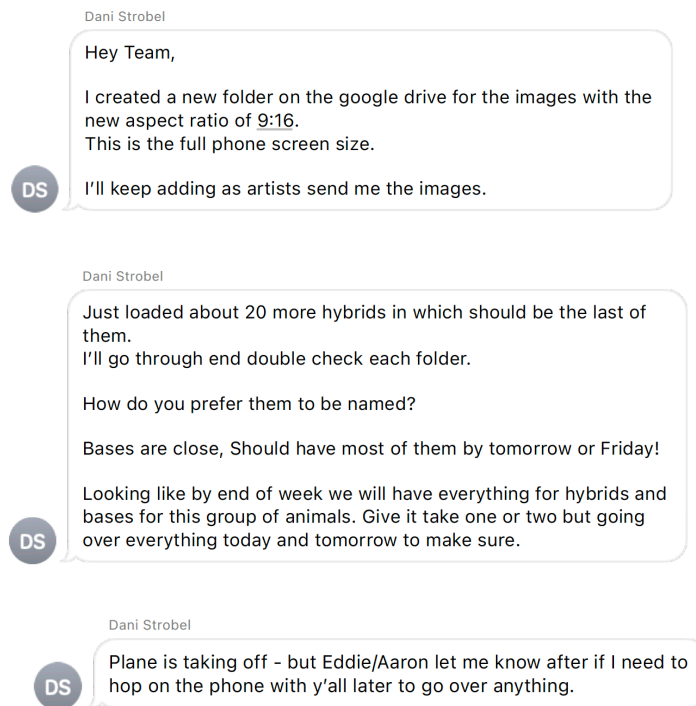 Dani Strobel
Hey Team,
I created a new folder on the google drive for the images with the
new aspect ratio of 9:16.
This is the full phone screen size.
I’ll keep adding as artists send me the images.
DS
Dani Strobel
Just loaded about 20 more hybrids in which should be the last of
them.
I’ll go through end double check each folder.
How do you prefer them to be named?
Bases are close, Should have most of them by tomorrow or Friday!
Looking like by end of week we will have everything for hybrids and
bases for this group of animals. Give it take one or two but going
over everything today and tomorrow to make sure.
DS
Dani Strobel
Plane is taking off - but Eddie/Aaron let me know after if I need to
hop on the phone with y’all later to go over anything.
DS